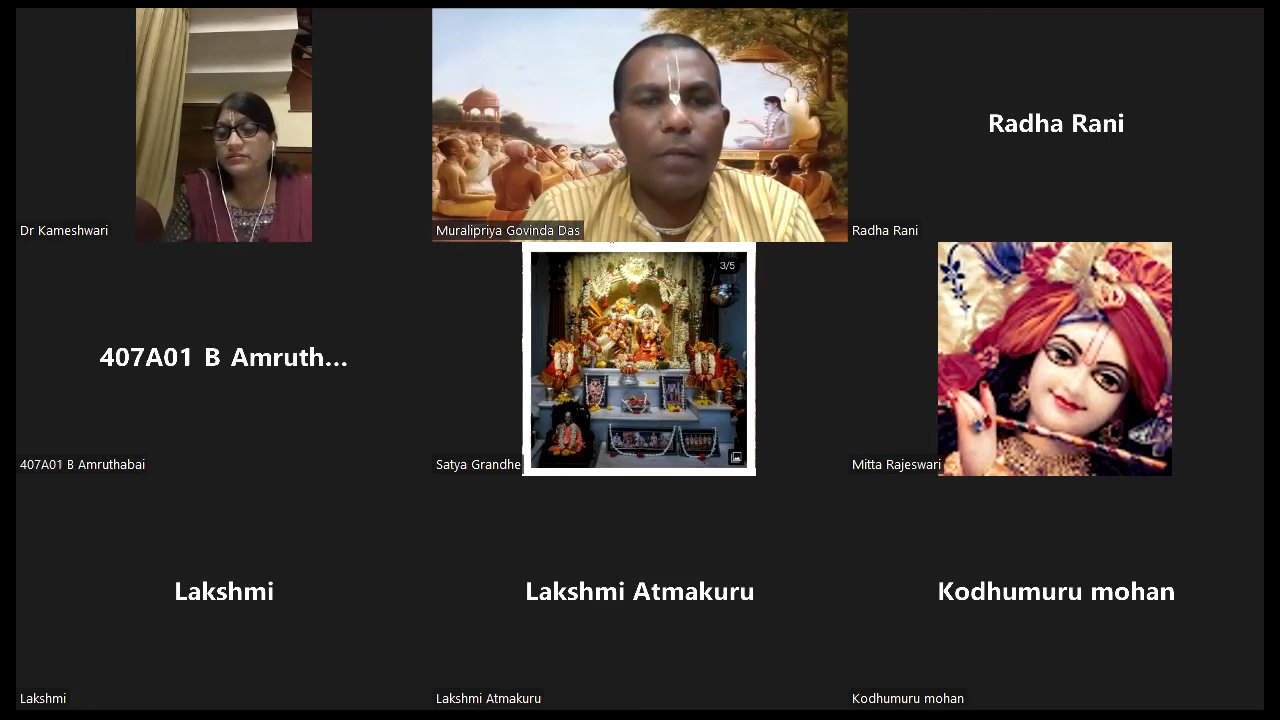 Dr Kameshwari
Muralipriya Govinda Das
Radha Rani
Radha Rani
407A01 B Amruth...
407A01 B Amruthabai
3/5
Satya Grandhe
Mitta Rajeswari
Lakshmi
Lakshmi
Lakshmi Atmakuru
Lakshmi Atmakuru
Kodhumuru mohan
Kodhumuru mohan